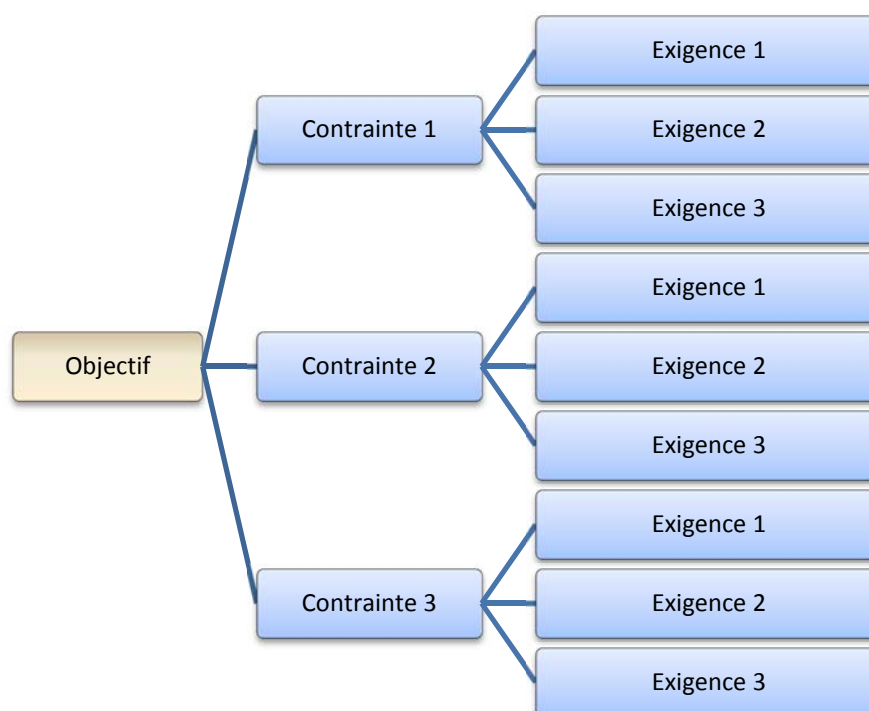 Exigence 1
Contrainte 1
Exigence 2
Exigence 3
Exigence 1
Objectif
Contrainte 2
Exigence 2
Exigence 3
Exigence 1
Contrainte 3
Exigence 2
Exigence 3